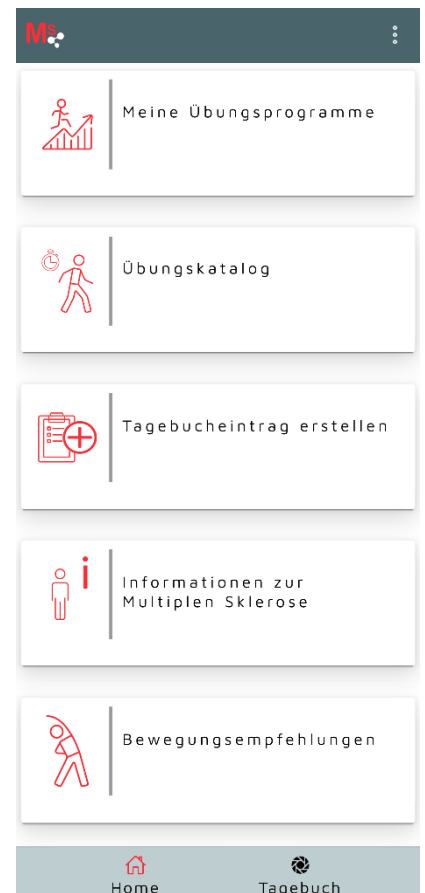 Ms
Meine Übungsprogramme
Übungskatalog
Tagebucheintrag erstellen
i
Informationen zur
Multiplen Sklerose
Bewegungsempfehlungen
Home
Tagebuch